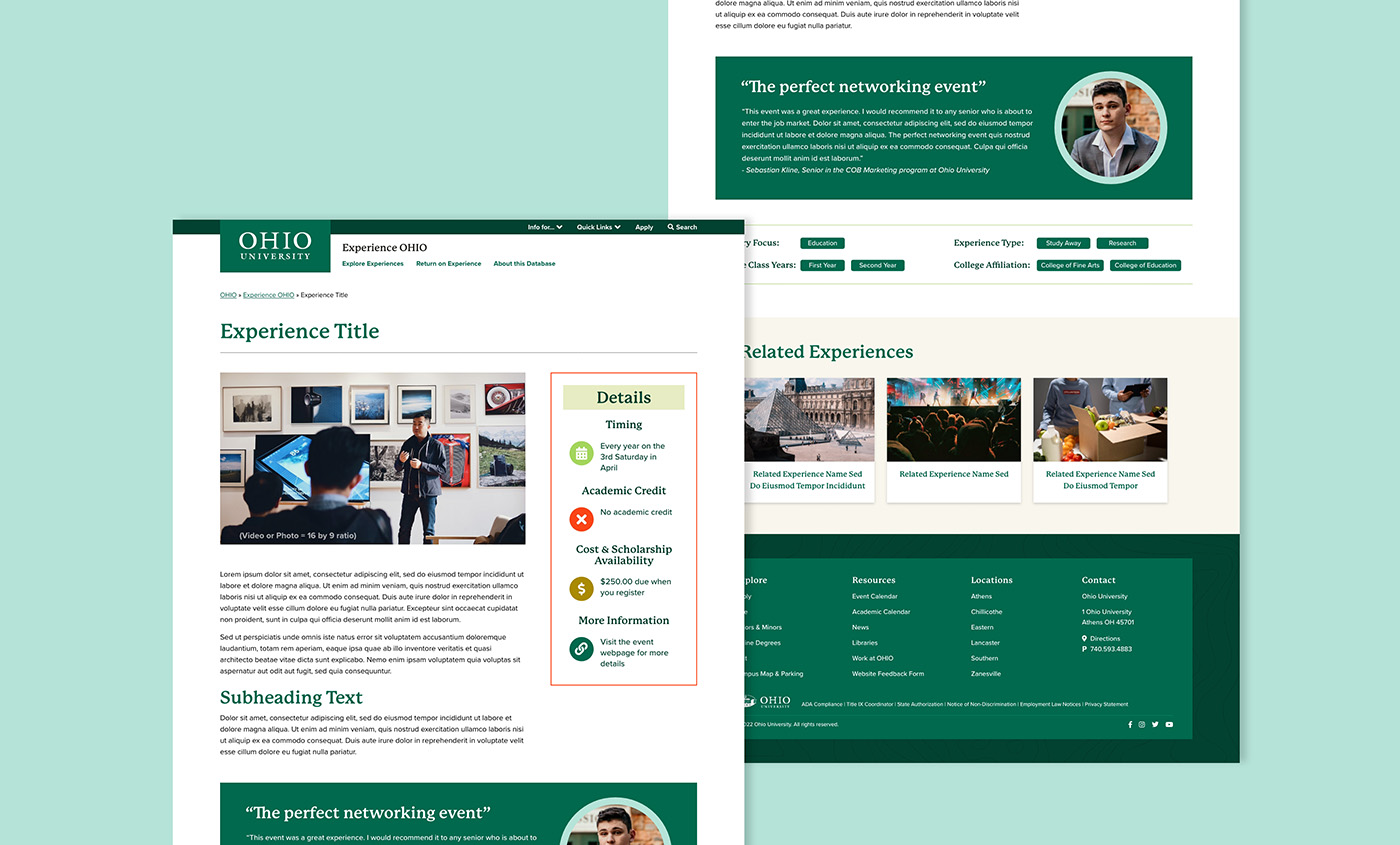 dolore magna aliqua. Ut enim ad minim veniam, quis nostrud exercitation ullamco laboris nisi
ut aliquip ex ea commodo consequat. Duis aute irure dolor in reprehenderit in voluptate velit
esse cillum dolore eu fugiat nulla pariatur.
“The perfect networking event”
"This event was a great experience. I would recommend it to any senior who is about to
enter the job market. Dolor sit amet, consectetur adipiscing elit, sed do eiusmod tempor
incididunt ut labore et dolore magna aliqua. The perfect networking event quis nostrud
exercitation ullamco laboris nisi ut aliquip ex ea commodo consequat. Culpa qui officia
deserunt mollit anim id est laborum."
- Sebastian Kline, Senior in the COB Marketing program at Ohio University
Focus: Education
Experience Type: Study Away Research
Class Years: First Year Second Year
College Affiliation: College of Fine Arts College of Education
Related Experiences
Related Experience Name Sed
Do Eiusmod Tempor Incididunt
Related Experience Name Sed
Related Experience Name Sed
Do Eiusmod Tempor
Resources
Event Calendar
Academic Calendar
News
Libraries
Work at OHIO
Website Feedback Form
Locations
Athens
Chillicothe
Eastern
Lancaster
Southern
Zanesville
Contact
Ohio University
1 Ohio University
Athens OH 45701
Directions
P 740.593.4883
& Minors
Degrees
Map & Parking
OHIO
UNIVERSITY
ADA Compliance | Title IX Coordinator | State Authorization | Notice of Non-Discrimination | Employment Law Notices | Privacy Statement
Ohio University. All rights reserved.
Info for... Quick Links Apply Search
OHIO
UNIVERSITY
Experience OHIO
Explore Experiences Return on Experience About this Database
OHIO » Experience OHIO » Experience Title
Experience Title
(Video or Photo = 16 by 9 ratio)
Details
Timing
Every year on the
3rd Saturday in
April
Academic Credit
No academic credit
Cost & Scholarship
Availability
$250.00 due when
you register
More Information
Visit the event
webpage for more
details
Lorem ipsum dolor sit amet, consectetur adipiscing elit, sed do eiusmod tempor incididunt ut
labore et dolore magna aliqua. Ut enim ad minim veniam, quis nostrud exercitation ullamco
laboris nisi ut aliquip ex ea commodo consequat. Duis aute irure dolor in reprehenderit in
voluptate velit esse cillum dolore eu fugiat nulla pariatur. Excepteur sint occaecat cupidatat
non proident, sunt in culpa qui officia deserunt mollit anim id est laborum.
Sed ut perspiciatis unde omnis iste natus error sit voluptatem accusantium doloremque
laudantium, totam rem aperiam, eaque ipsa quae ab illo inventore veritatis et quasi
architecto beatae vitae dicta sunt explicabo. Nemo enim ipsam voluptatem quia voluptas sit
aspernatur aut odit aut fugit, sed quia consequuntur.
Subheading Text
Dolor sit amet, consectetur adipiscing elit, sed do eiusmod tempor incididunt ut labore et
dolore magna aliqua. Ut enim ad minim veniam, quis nostrud exercitation ullamco laboris nisi
ut aliquip ex ea commodo consequat. Duis aute irure dolor in reprehenderit in voluptate velit
esse cillum dolore eu fugiat nulla pariatur.
“The perfect networking event”
"This event was a great experience. I would recommend it to any senior who is about to